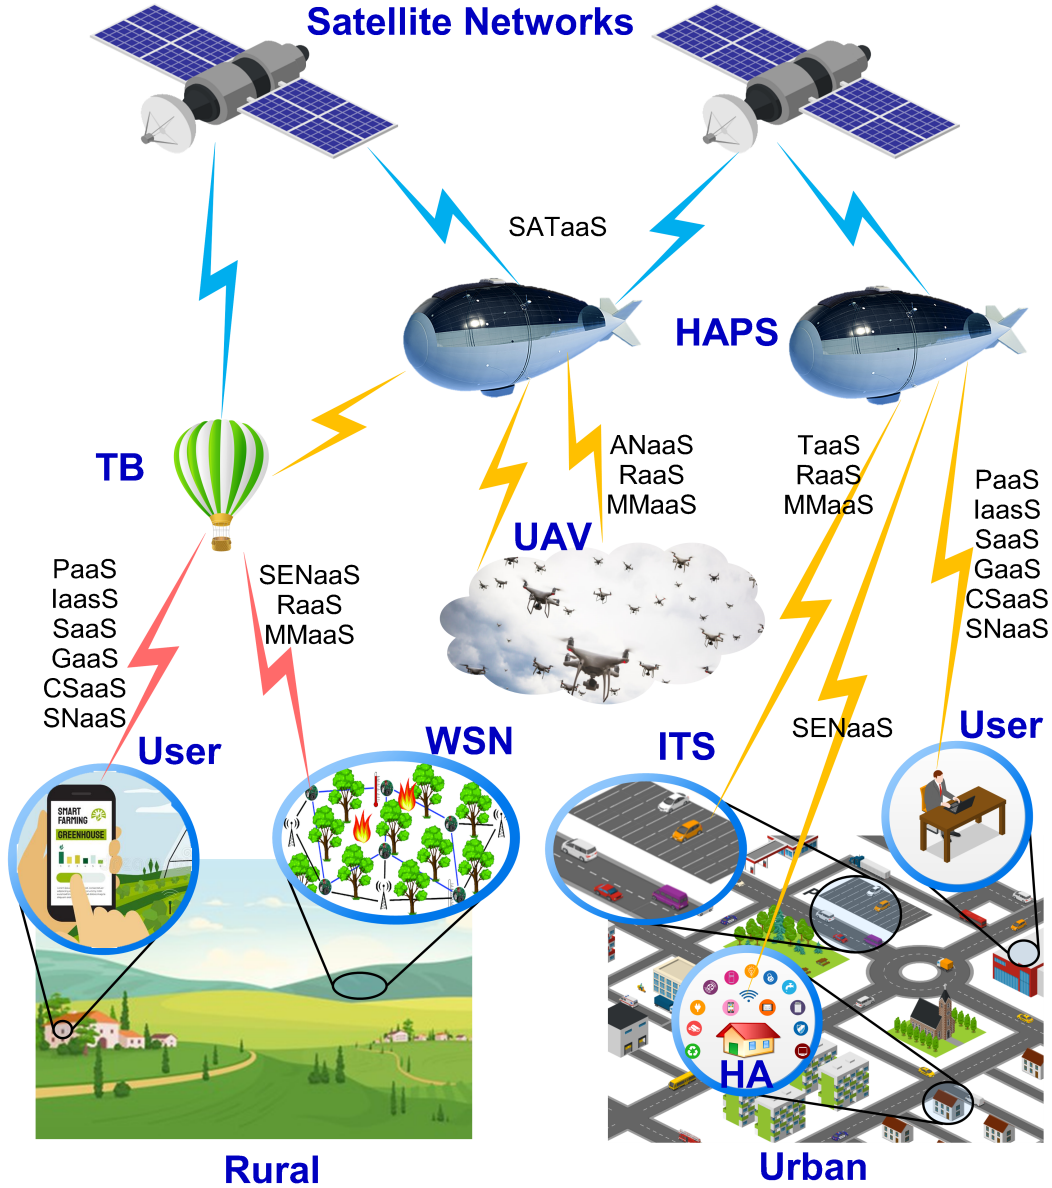 Satellite Networks
SATaaS
HAPS
TB
ANaaS
RaaS
MMaaS
TaaS
RaaS
MMaaS
PaaS
IaasS
SaaS
GaaS
CSaaS
SNaaS
UAV
PaaS
IaasS
SaaS
GaaS
CSaaS
SNaaS
SENaaS
RaaS
MMaaS
SENaaS
User
WSN
ITS
User
SMART
FARMING
GREENHOUSE
P
HA
Rural
Urban